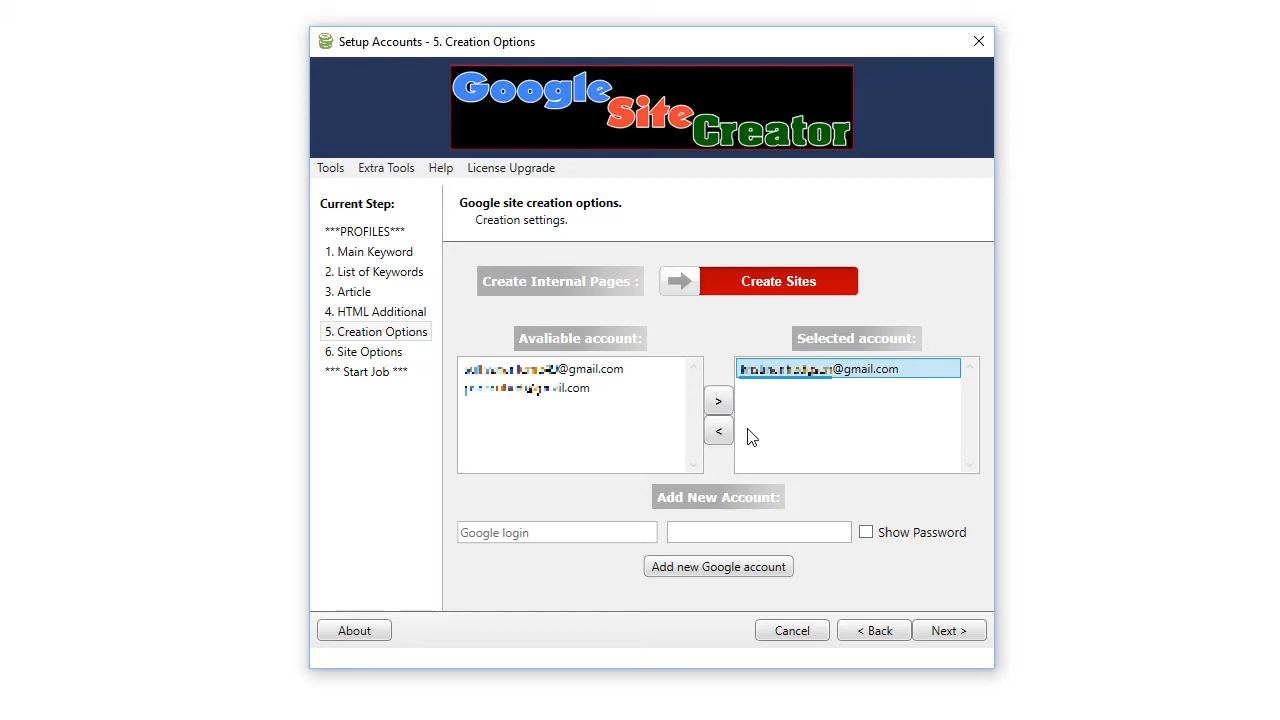 Setup Accounts - 5. Creation Options
Google
Site
Creator
Tools Extra Tools Help License Upgrade
Current Step:
***PROFILES***
1. Main Keyword
2. List of Keywords
3. Article
4. HTML Additional
5. Creation Options
6. Site Options
*** Start Job ***
Google site creation options.
Creation settings.
Create Internal Pages :
Create Sites
Avaliable account:
Selected account:
@gmail.com
il.com
>
<
@gmail.com
Add New Account:
Google login
Show Password
Add new Google account
About
Cancel
< Back
Next >